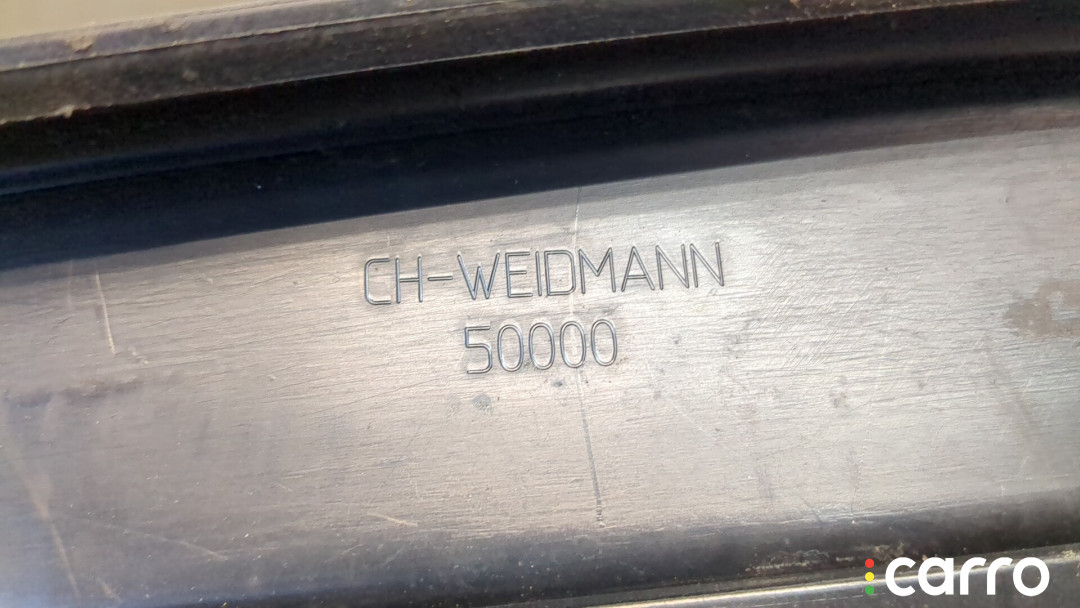 CH-WEIDMANN
50000
carro